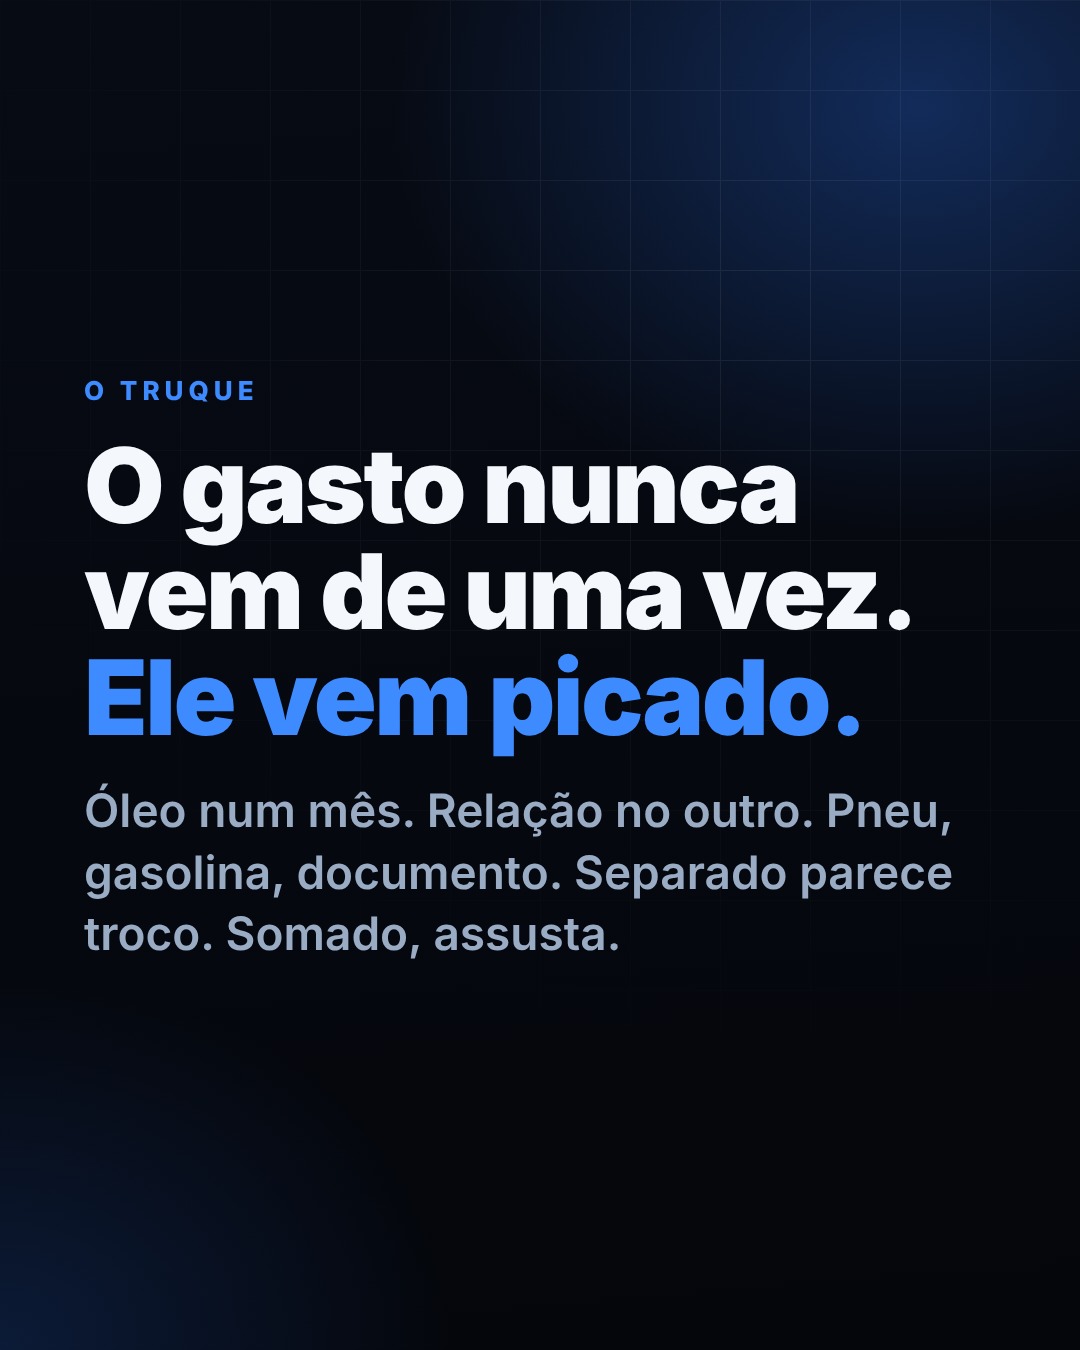 O TRUQUE
O gasto nunca
vem de uma vez.
Ele vem picado.
Óleo num mês. Relação no outro. Pneu,
gasolina, documento. Separado parece
troco. Somado, assusta.